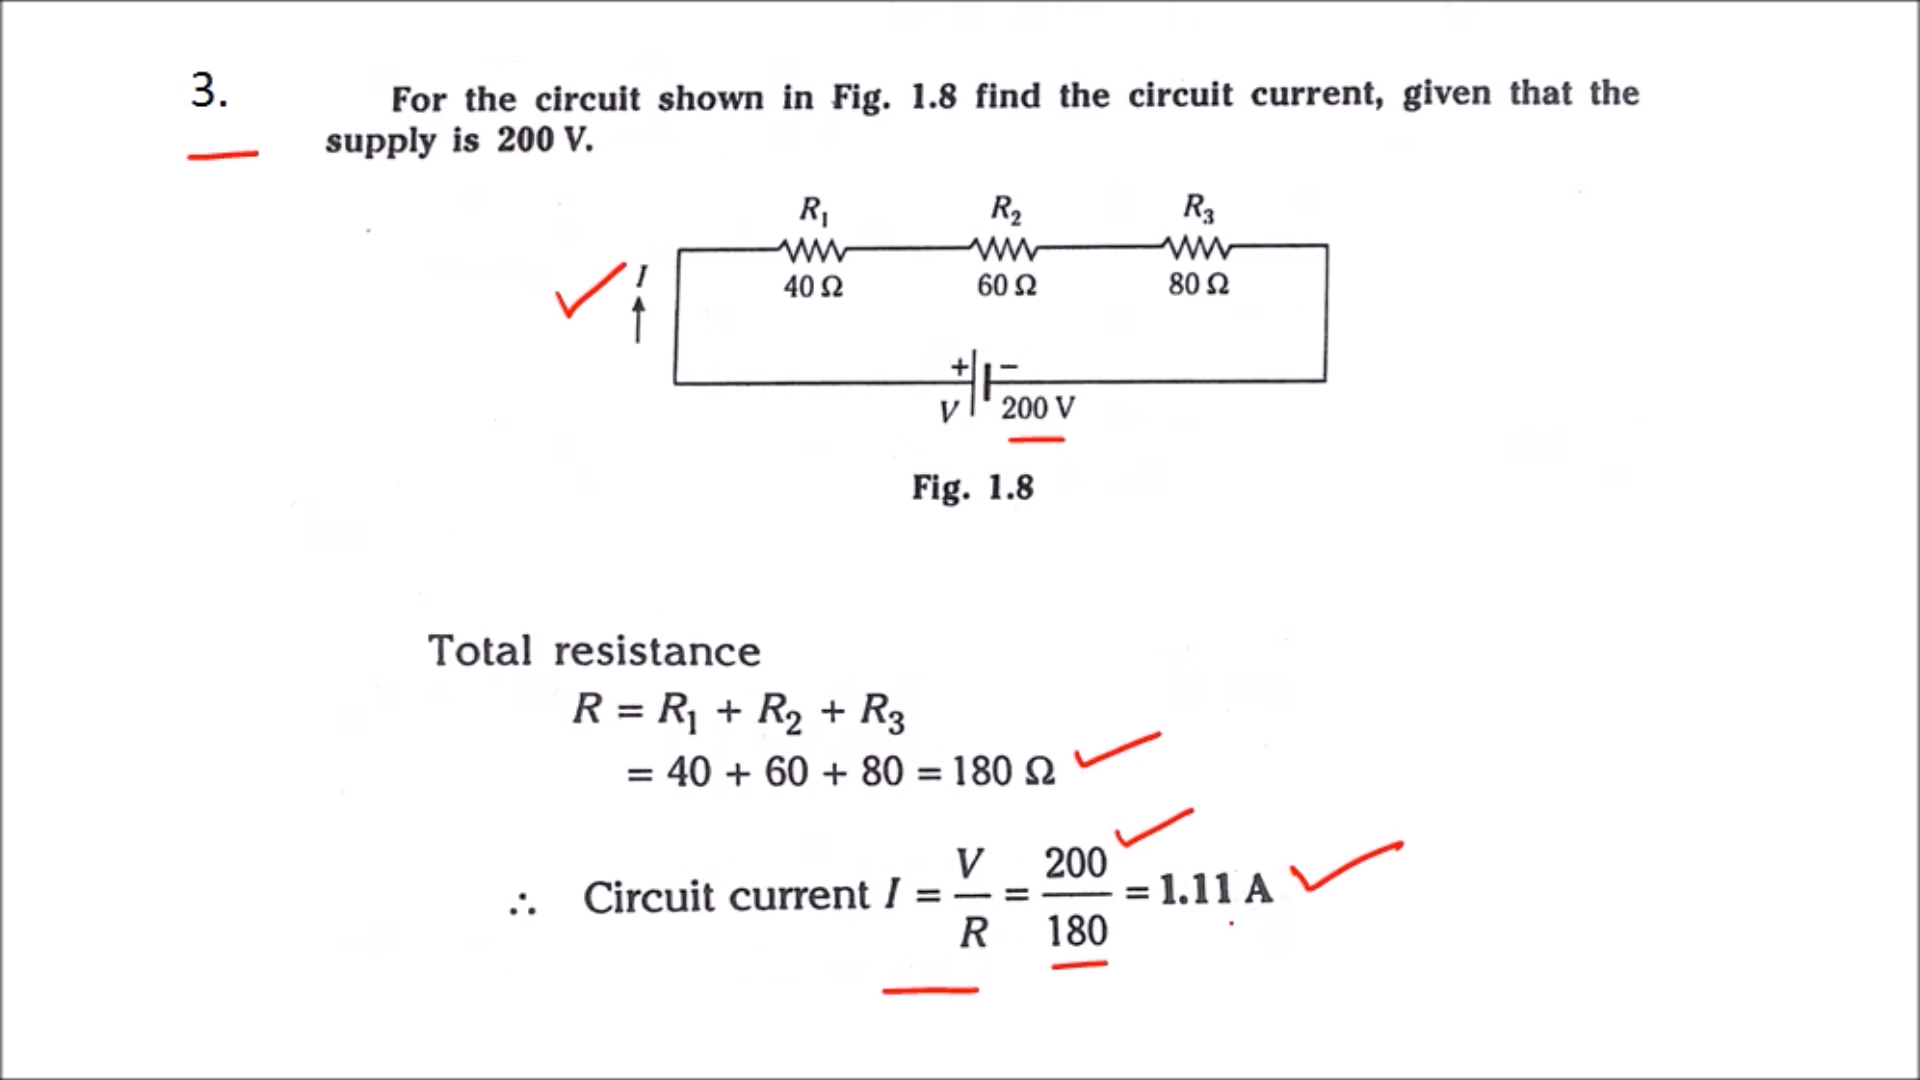 3.
For the circuit shown in Fig. 1.8 find the circuit current, given that the
supply is 200 V.
R₁ R₂ R₃
I
40 Ω 60 Ω 80 Ω
+ −
V 200 V
Fig. 1.8
Total resistance
R = R₁ + R₂ + R₃
= 40 + 60 + 80 = 180 Ω
∴ Circuit current I = V/R = 200/180 = 1.11 A